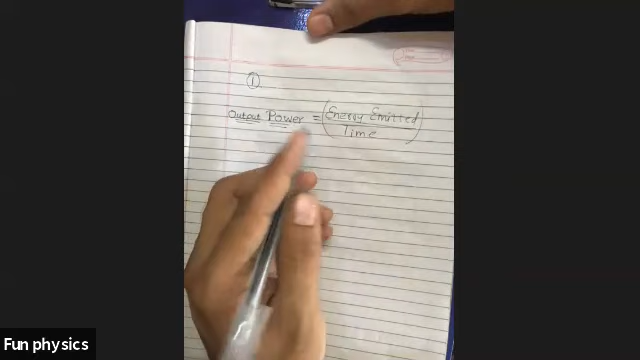 ①
Output Power = (Energy Emitted
Time)
Fun physics